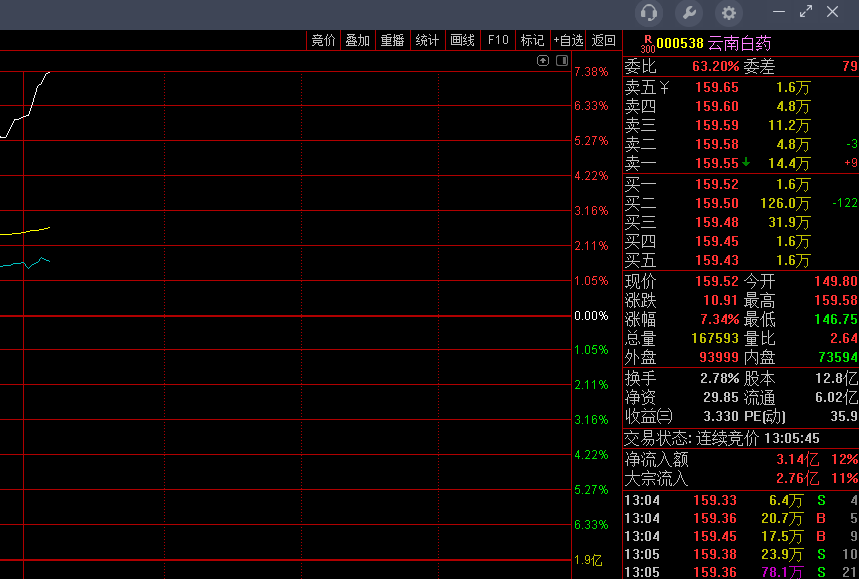 竞价 叠加 重播 统计 画线 F10 标记 +自选 返回
R
300
000538 云南白药
委比 63.20% 委差 79
卖五 ¥ 159.65 1.6万
卖四 159.60 4.8万
卖三 159.59 11.2万
卖二 159.58 4.8万 -3
卖一 159.55 14.4万 +9
买一 159.52 1.6万
买二 159.50 126.0万 -122
买三 159.48 31.9万
买四 159.45 1.6万
买五 159.43 1.6万
现价 159.52 今开 149.80
涨跌 10.91 最高 159.58
涨幅 7.34% 最低 146.75
总量 167593 量比 2.64
外盘 93999 内盘 73594
换手 2.78% 股本 12.8亿
净资 29.85 流通 6.02亿
收益㈢ 3.330 PE[动] 35.9
交易状态: 连续竞价 13:05:45
净流入额 3.14亿 12%
大宗流入 2.76亿 11%
13:04 159.33 6.4万 S 4
13:04 159.36 20.7万 B 5
13:04 159.45 17.5万 B 9
13:05 159.38 23.9万 S 10
13:05 159.36 78.1万 S 21
7.38%
6.33%
5.27%
4.22%
3.16%
2.11%
1.05%
0.00%
1.05%
2.11%
3.16%
4.22%
5.27%
6.33%
1.9亿